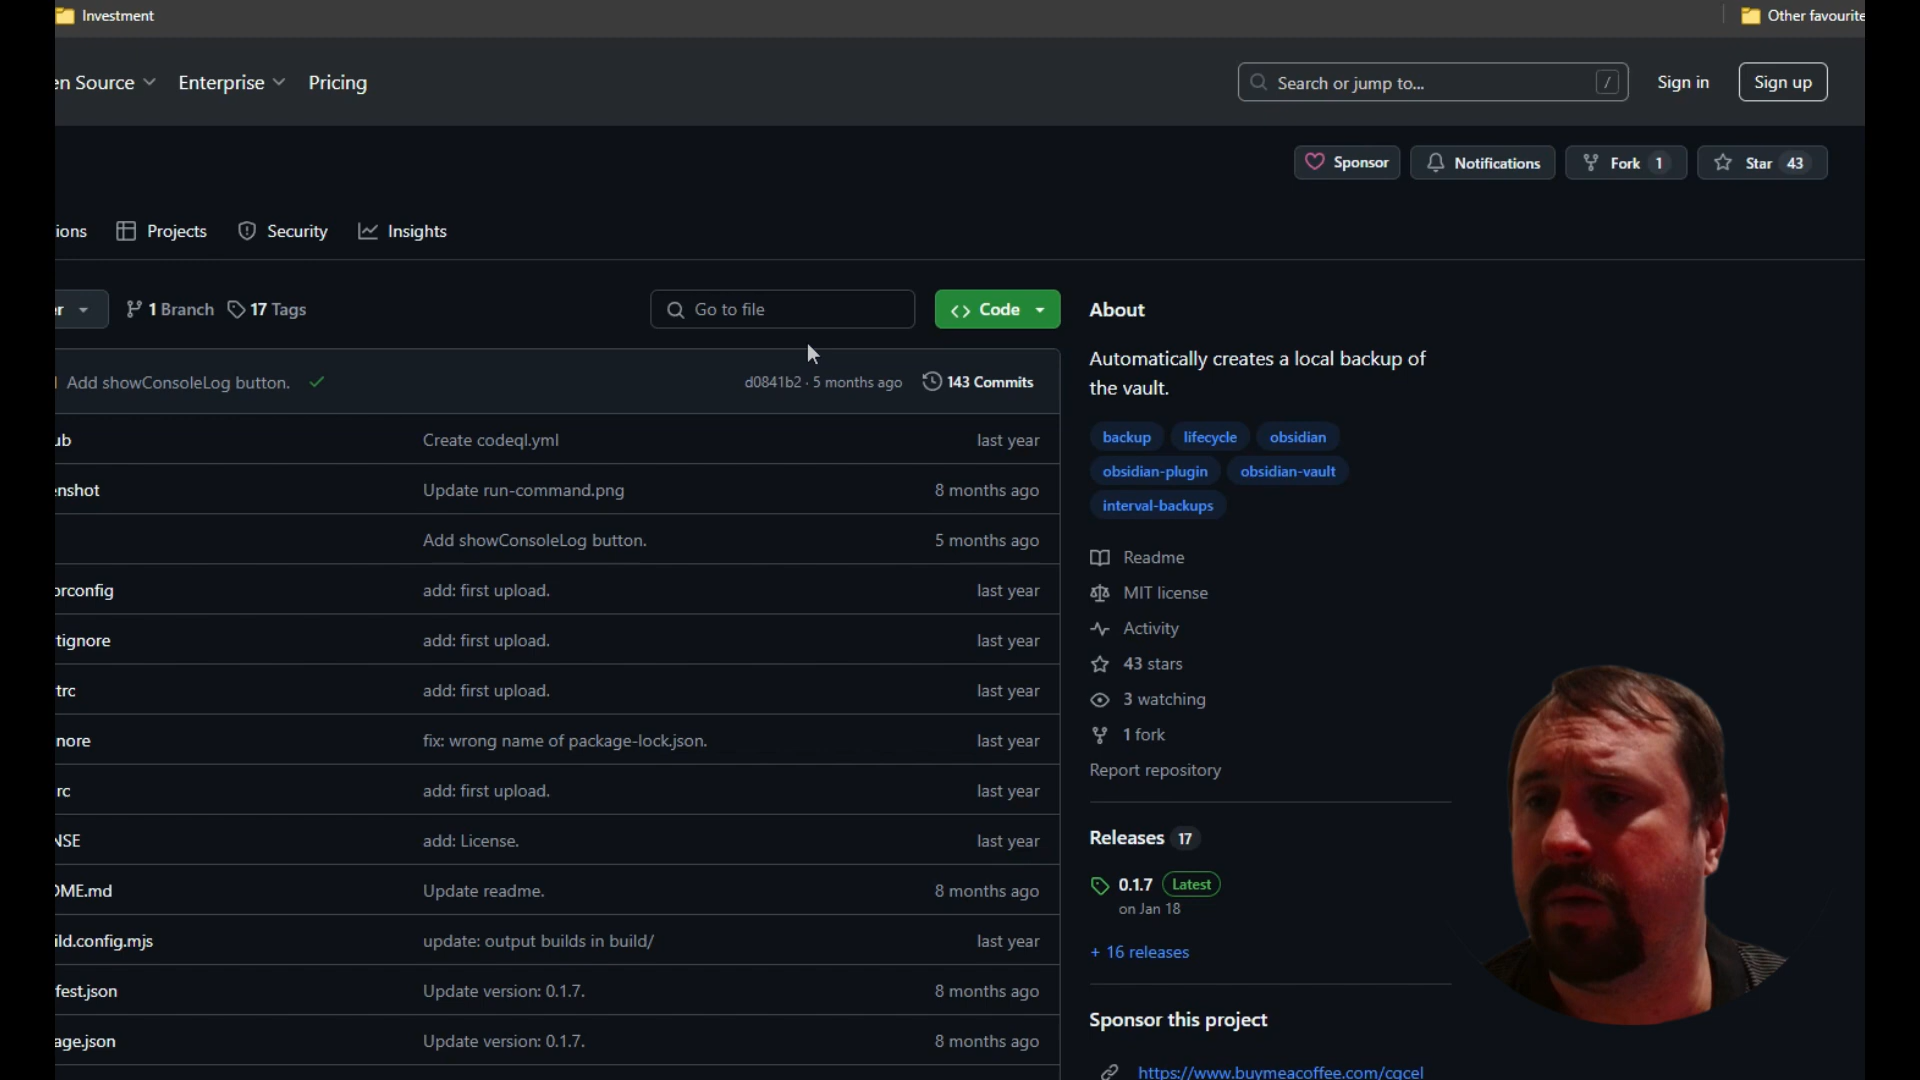 Investment
Other favourite
en Source
Enterprise
Pricing
Search or jump to...
/
Sign in
Sign up
Sponsor
Notifications
Fork 1
Star 43
ions
Projects
Security
Insights
er
1 Branch
17 Tags
Go to file
<> Code
Add showConsoleLog button.
d0841b2 · 5 months ago
143 Commits
ub Create codeql.yml last year
enshot Update run-command.png 8 months ago
Add showConsoleLog button. 5 months ago
orconfig add: first upload. last year
tignore add: first upload. last year
trc add: first upload. last year
nore fix: wrong name of package-lock.json. last year
rc add: first upload. last year
NSE add: License. last year
OME.md Update readme. 8 months ago
ild.config.mjs update: output builds in build/ last year
fest.json Update version: 0.1.7. 8 months ago
age.json Update version: 0.1.7. 8 months ago
About
Automatically creates a local backup of
the vault.
backup lifecycle obsidian
obsidian-plugin obsidian-vault
interval-backups
Readme
MIT license
Activity
43 stars
3 watching
1 fork
Report repository
Releases 17
0.1.7 Latest
on Jan 18
+ 16 releases
Sponsor this project
https://www.buymeacoffee.com/cgcel